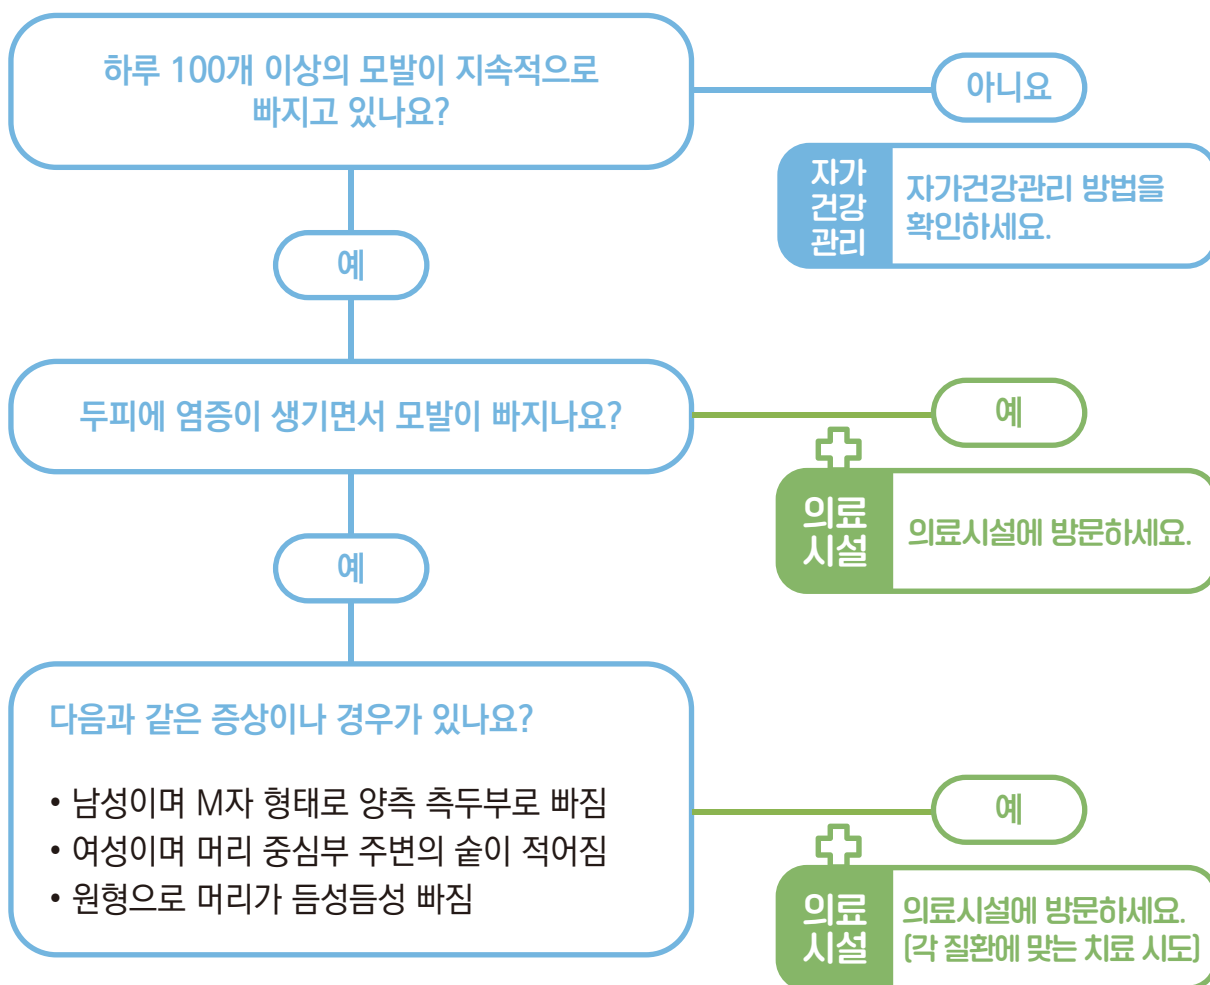 하루 100개 이상의 모발이 지속적으로
빠지고 있나요?
아니요
자가
건강
관리
자가건강관리 방법을
확인하세요.
예
두피에 염증이 생기면서 모발이 빠지나요?
예
의료
시설
의료시설에 방문하세요.
예
다음과 같은 증상이나 경우가 있나요?
• 남성이며 M자 형태로 양측 측두부로 빠짐
• 여성이며 머리 중심부 주변의 숱이 적어짐
• 원형으로 머리가 듬성듬성 빠짐
예
의료
시설
의료시설에 방문하세요.
(각 질환에 맞는 치료 시도)